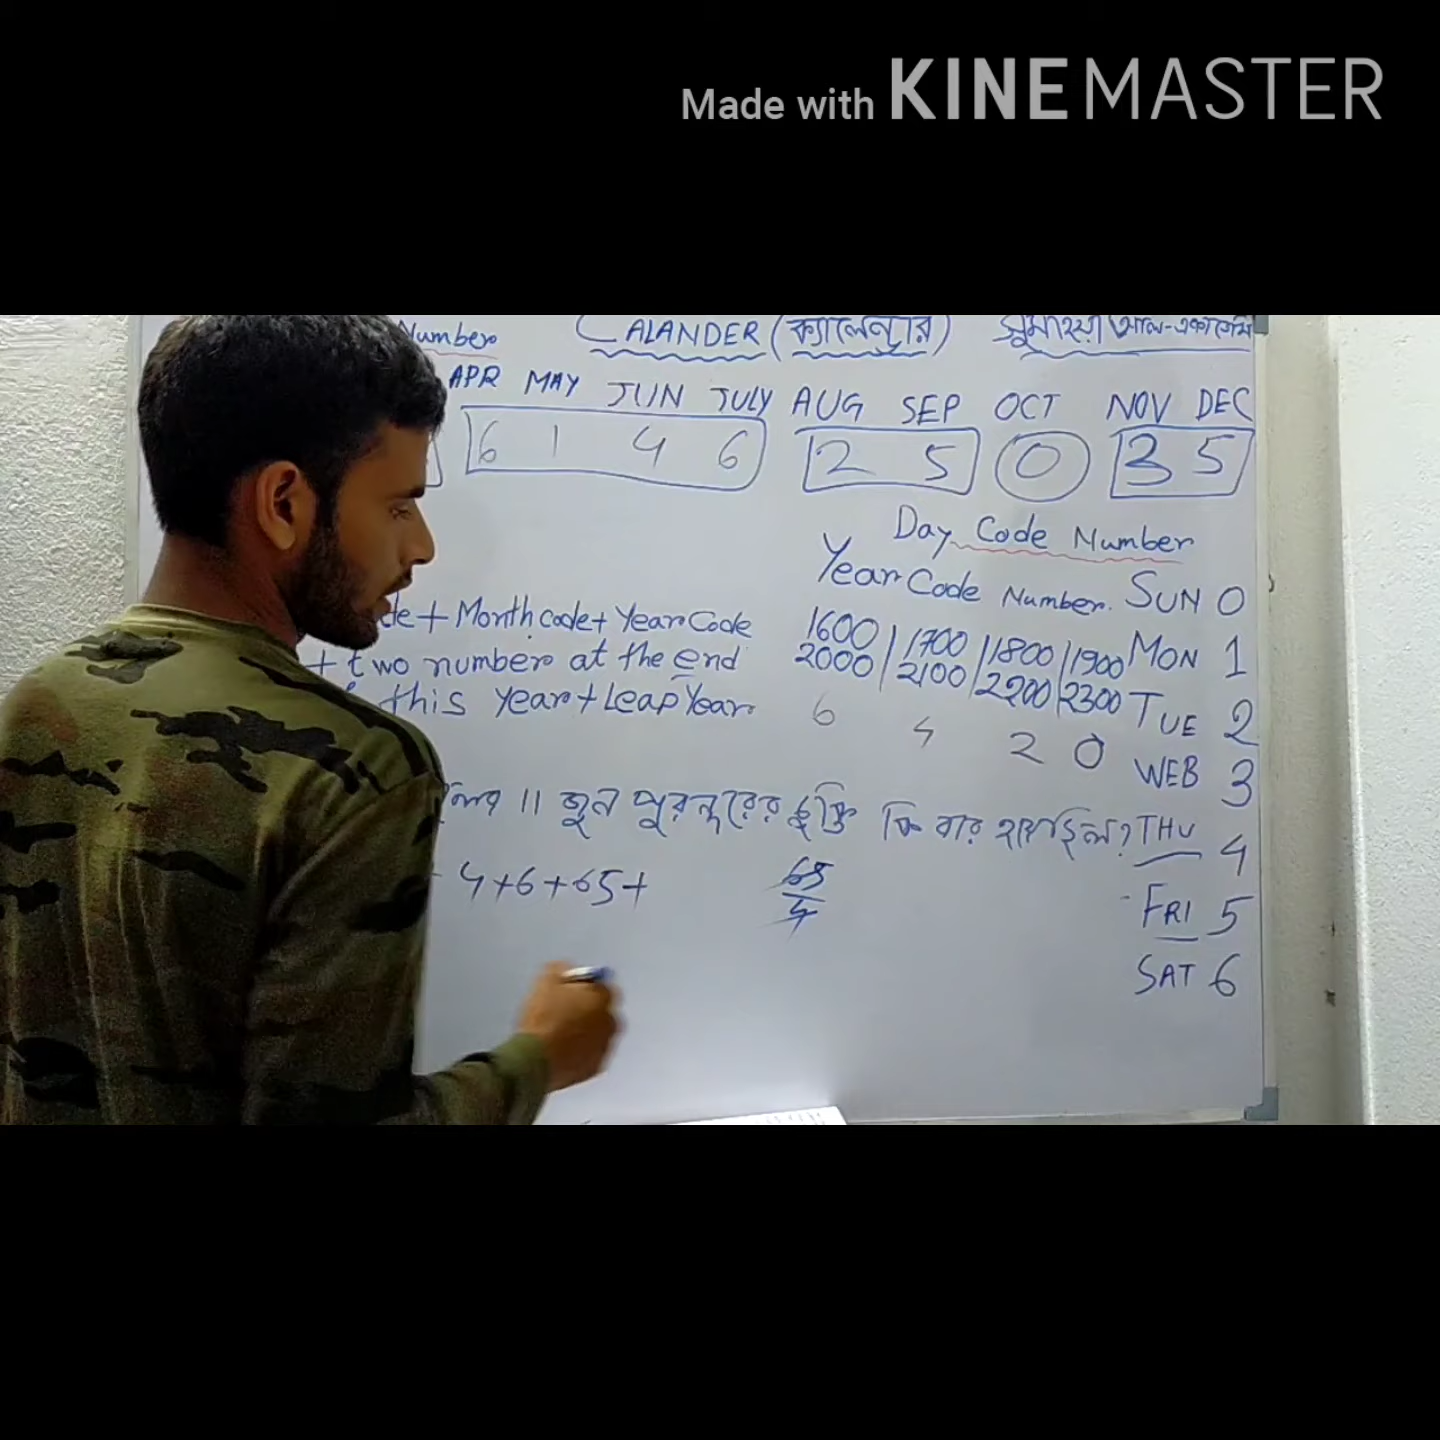 Made with KINEMASTER
Number CALANDER (ক্যালেন্ডার)
APR MAY JUN JULY AUG SEP OCT NOV DEC
6 1 4 6 2 5 0 3 5
Day Code Number
Year Code Number. SUN 0
de + Month code + Year Code
1600 | 1700 | 1800 | 1900 MON 1
+ two number at the end
2000 | 2100 | 2200 | 2300
this year + Leap Year
6 4 2 0 TUE 2
WEB 3
11 জুন পুরন্দরের চুক্তি কি বার হয়েছিল?
THU 4
4+6+65+
65
4
FRI 5
SAT 6